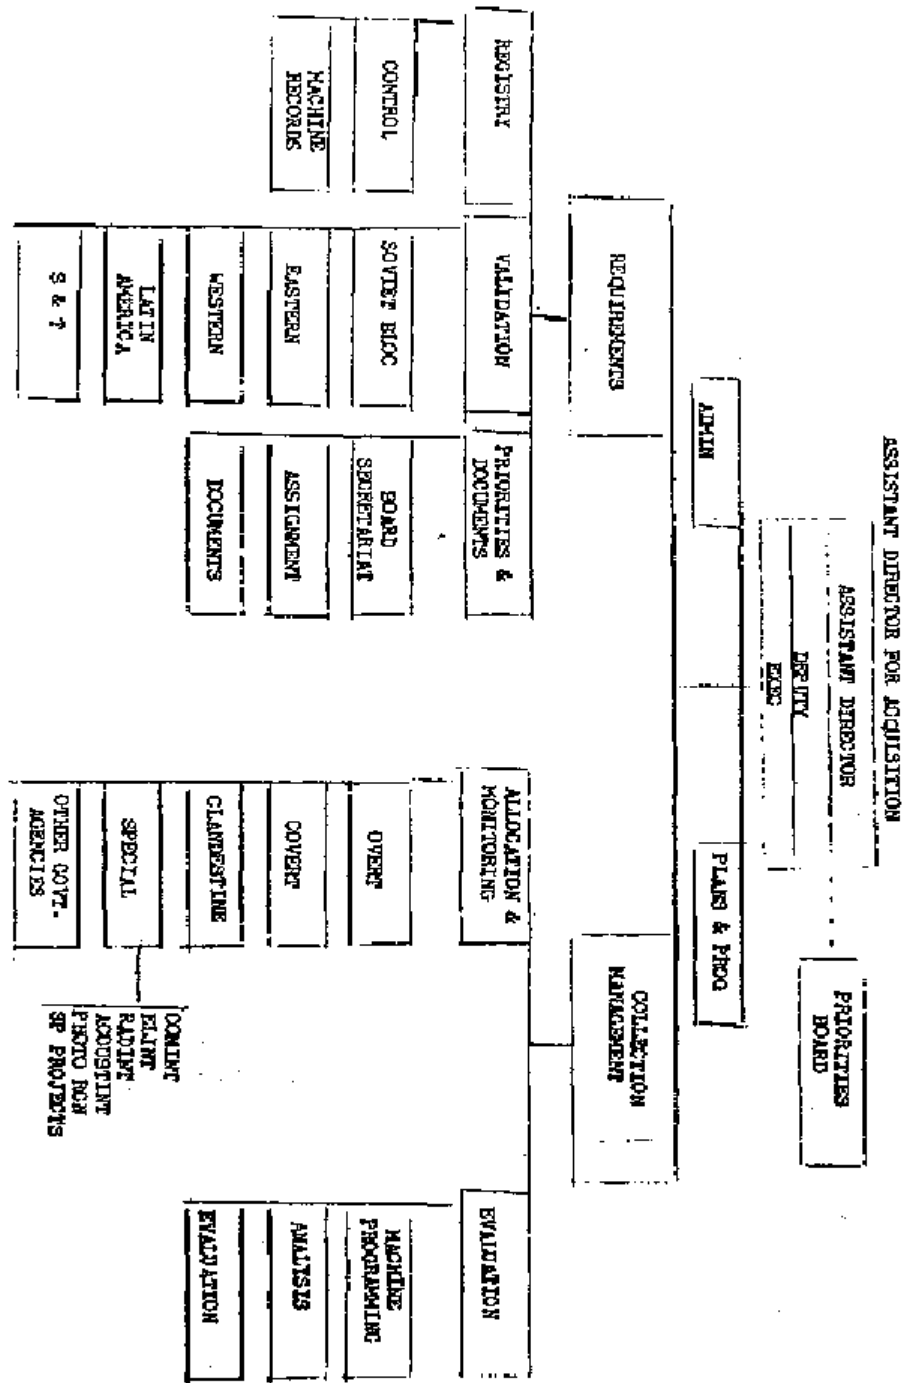 ASSISTANT DIRECTOR FOR ACQUISITION
ASSISTANT DIRECTOR
DEPUTY
EXEC
PRIORITIES
BOARD
ADMIN
PLANS & PROG
REQUIREMENTS
COLLECTION
MANAGEMENT
REGISTRY
CONTROL
MACHINE
RECORDS
VALIDATION
SOVIET BLOC
EASTERN
WESTERN
LATIN
AMERICA
S & T
PRIORITIES &
DOCUMENTS
BOARD
SECRETARIAT
ASSIGNMENT
DOCUMENTS
ALLOCATION &
MONITORING
OVERT
COVERT
CLANDESTINE
SPECIAL
COMINT
ELINT
RADINT
ACOUSTINT
PHOTO RCN
SP PROJECTS
OTHER GOVT.
AGENCIES
EVALUATION
MACHINE
PROGRAMMING
ANALYSIS
EVALUATION